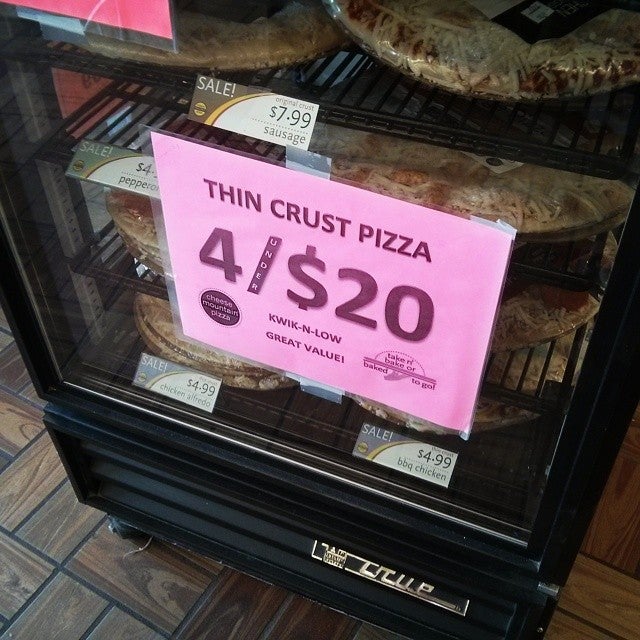 SALE!
original crust
$7.99
sausage
SALE!
$4.
pepperoni
THIN CRUST PIZZA
4/UNDER $20
cheese
mountain
pizza
KWIK-N-LOW
GREAT VALUE!
take n'
bake or
baked to go!
SALE!
$4.99
chicken alfredo
SALE!
$4.99
bbq chicken
True